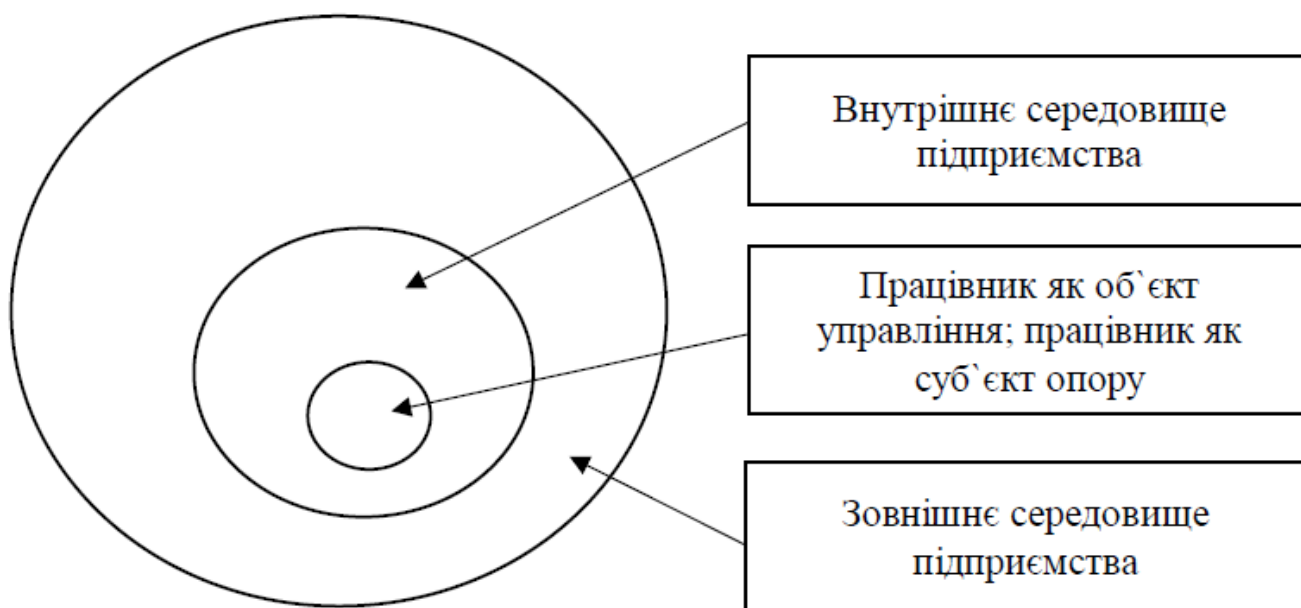 Внутрішнє середовище
підприємства
Працівник як об`єкт
управління; працівник як
суб`єкт опору
Зовнішнє середовище
підприємства